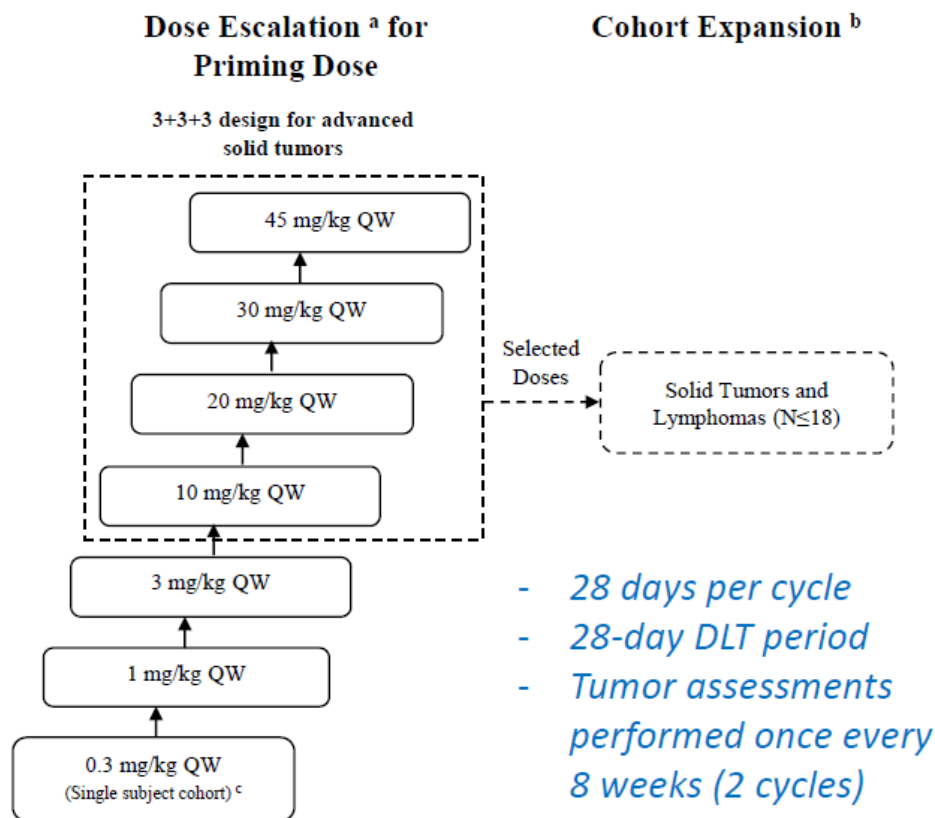 Dose Escalation a for
Priming Dose
Cohort Expansion b
3+3+3 design for advanced
solid tumors
45 mg/kg QW
30 mg/kg QW
20 mg/kg QW
10 mg/kg QW
3 mg/kg QW
1 mg/kg QW
0.3 mg/kg QW
(Single subject cohort) c
Selected
Doses
Solid Tumors and
Lymphomas (N≤18)
- 28 days per cycle
- 28-day DLT period
- Tumor assessments
performed once every
8 weeks (2 cycles)